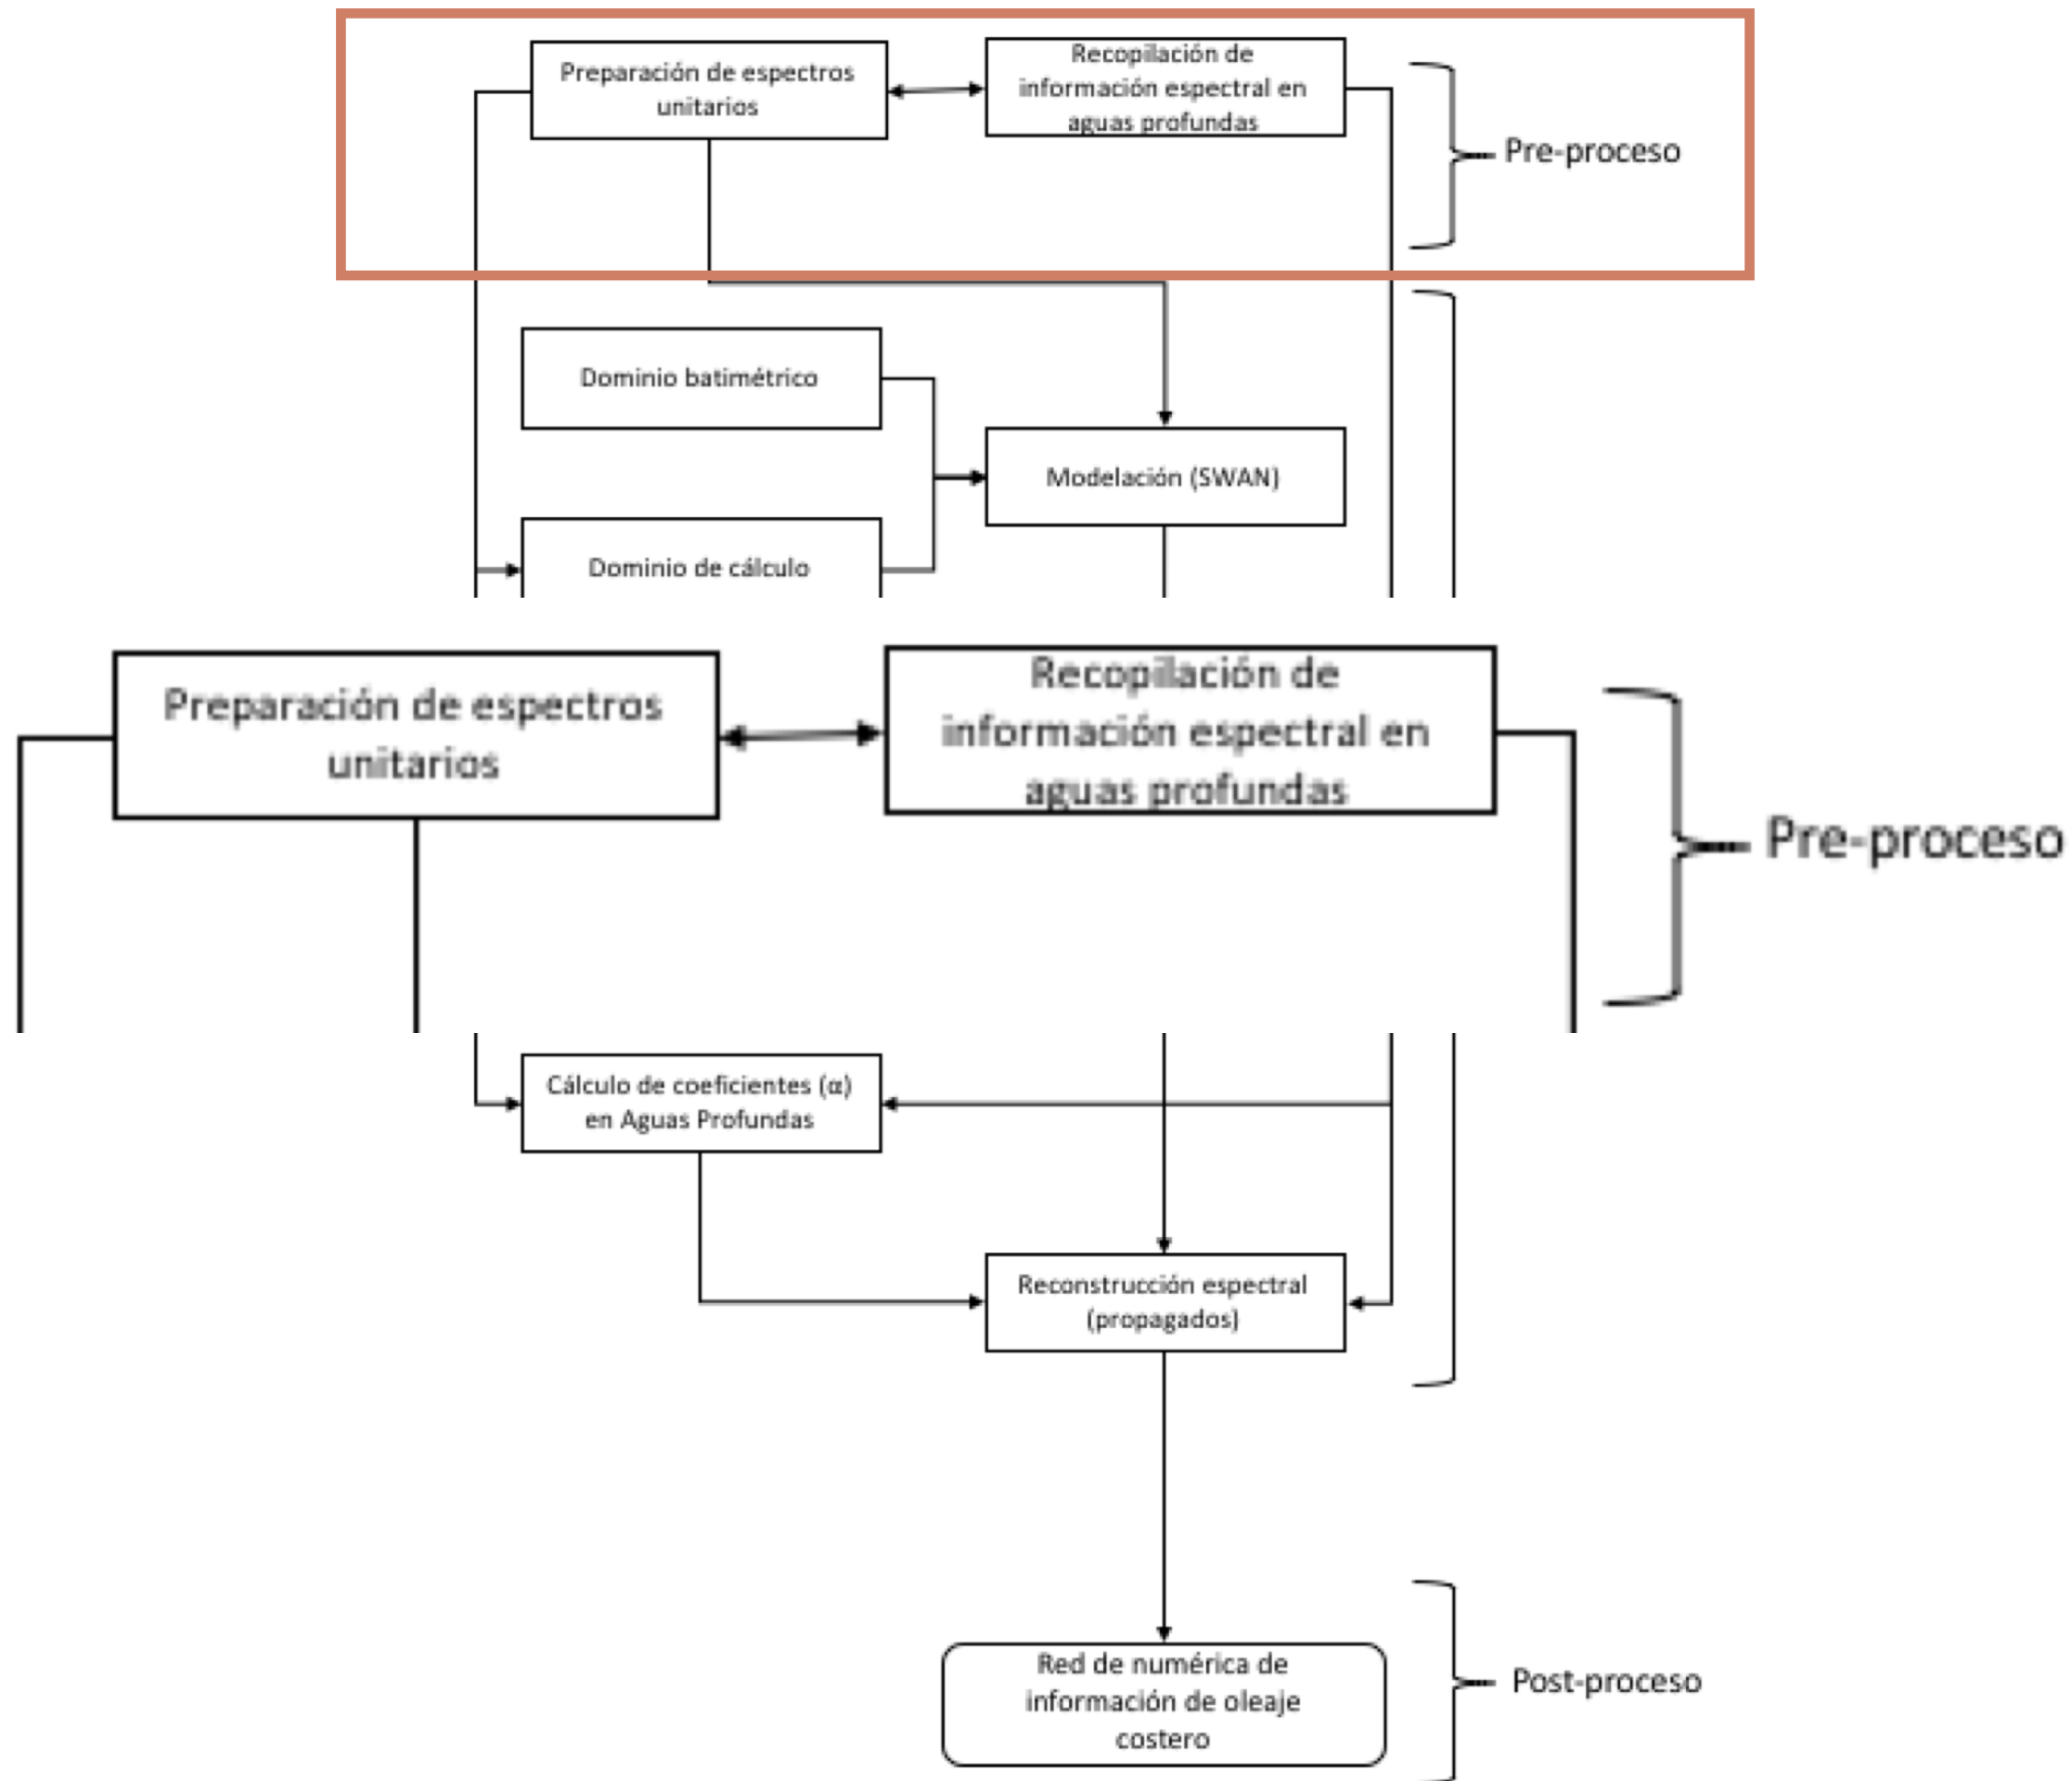 Preparación de espectros
unitarios
Recopilación de
información espectral en
aguas profundas
Pre-proceso
Dominio batimétrico
Modelación (SWAN)
Dominio de cálculo
Preparación de espectros
unitarios
Recopilación de
información espectral en
aguas profundas
Pre-proceso
Cálculo de coeficientes (α)
en Aguas Profundas
Reconstrucción espectral
(propagados)
Red de numérica de
información de oleaje
costero
Post-proceso